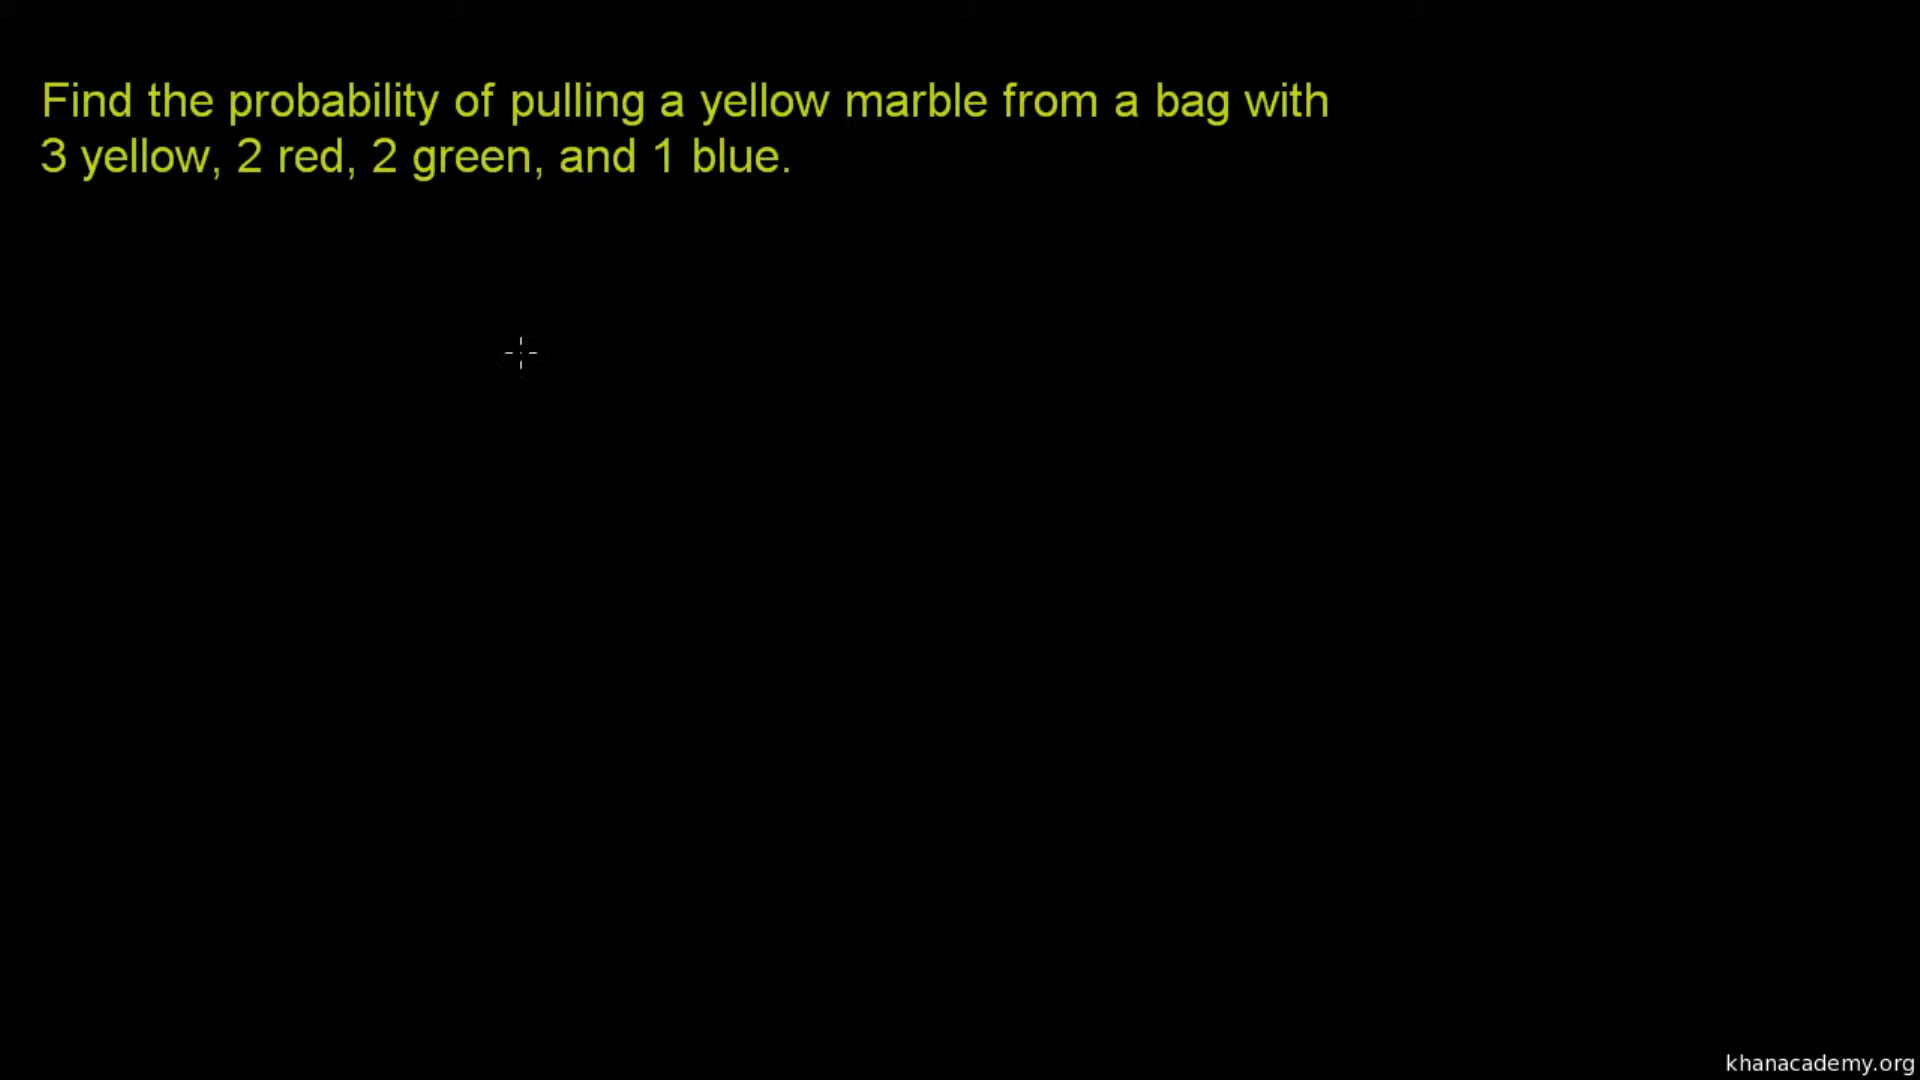 Find the probability of pulling a yellow marble from a bag with
3 yellow, 2 red, 2 green, and 1 blue.
khanacademy.org